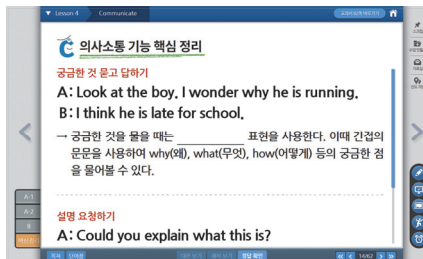 Lesson 4 Communicate
의사소통 기능 핵심 정리
궁금한 것 묻고 답하기
A: Look at the boy. I wonder why he is running.
B: I think he is late for school.
→ 궁금한 것을 물을 때는 __________ 표현을 사용한다. 이때 간접의
문문을 사용하여 why(왜), what(무엇), how(어떻게) 등의 궁금한 점
을 물어볼 수 있다.
설명 요청하기
A: Could you explain what this is?
A-1
A-2
B
정답 확인
14/62